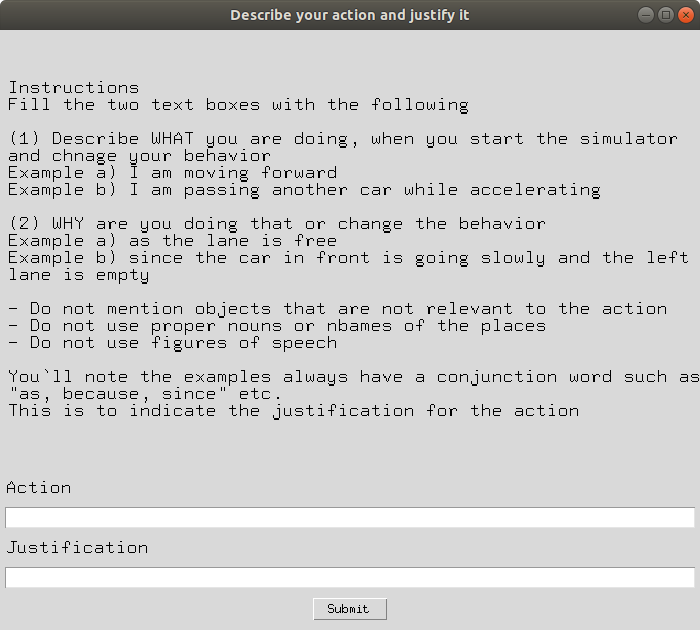 Describe your action and justify it
Instructions
Fill the two text boxes with the following
(1) Describe WHAT you are doing, when you start the simulator
and chnage your behavior
Example a) I am moving forward
Example b) I am passing another car while accelerating
(2) WHY are you doing that or change the behavior
Example a) as the lane is free
Example b) since the car in front is going slowly and the left
lane is empty
- Do not mention objects that are not relevant to the action
- Do not use proper nouns or nbames of the places
- Do not use figures of speech
You`ll note the examples always have a conjunction word such as
"as, because, since" etc.
This is to indicate the justification for the action
Action
Justification
Submit